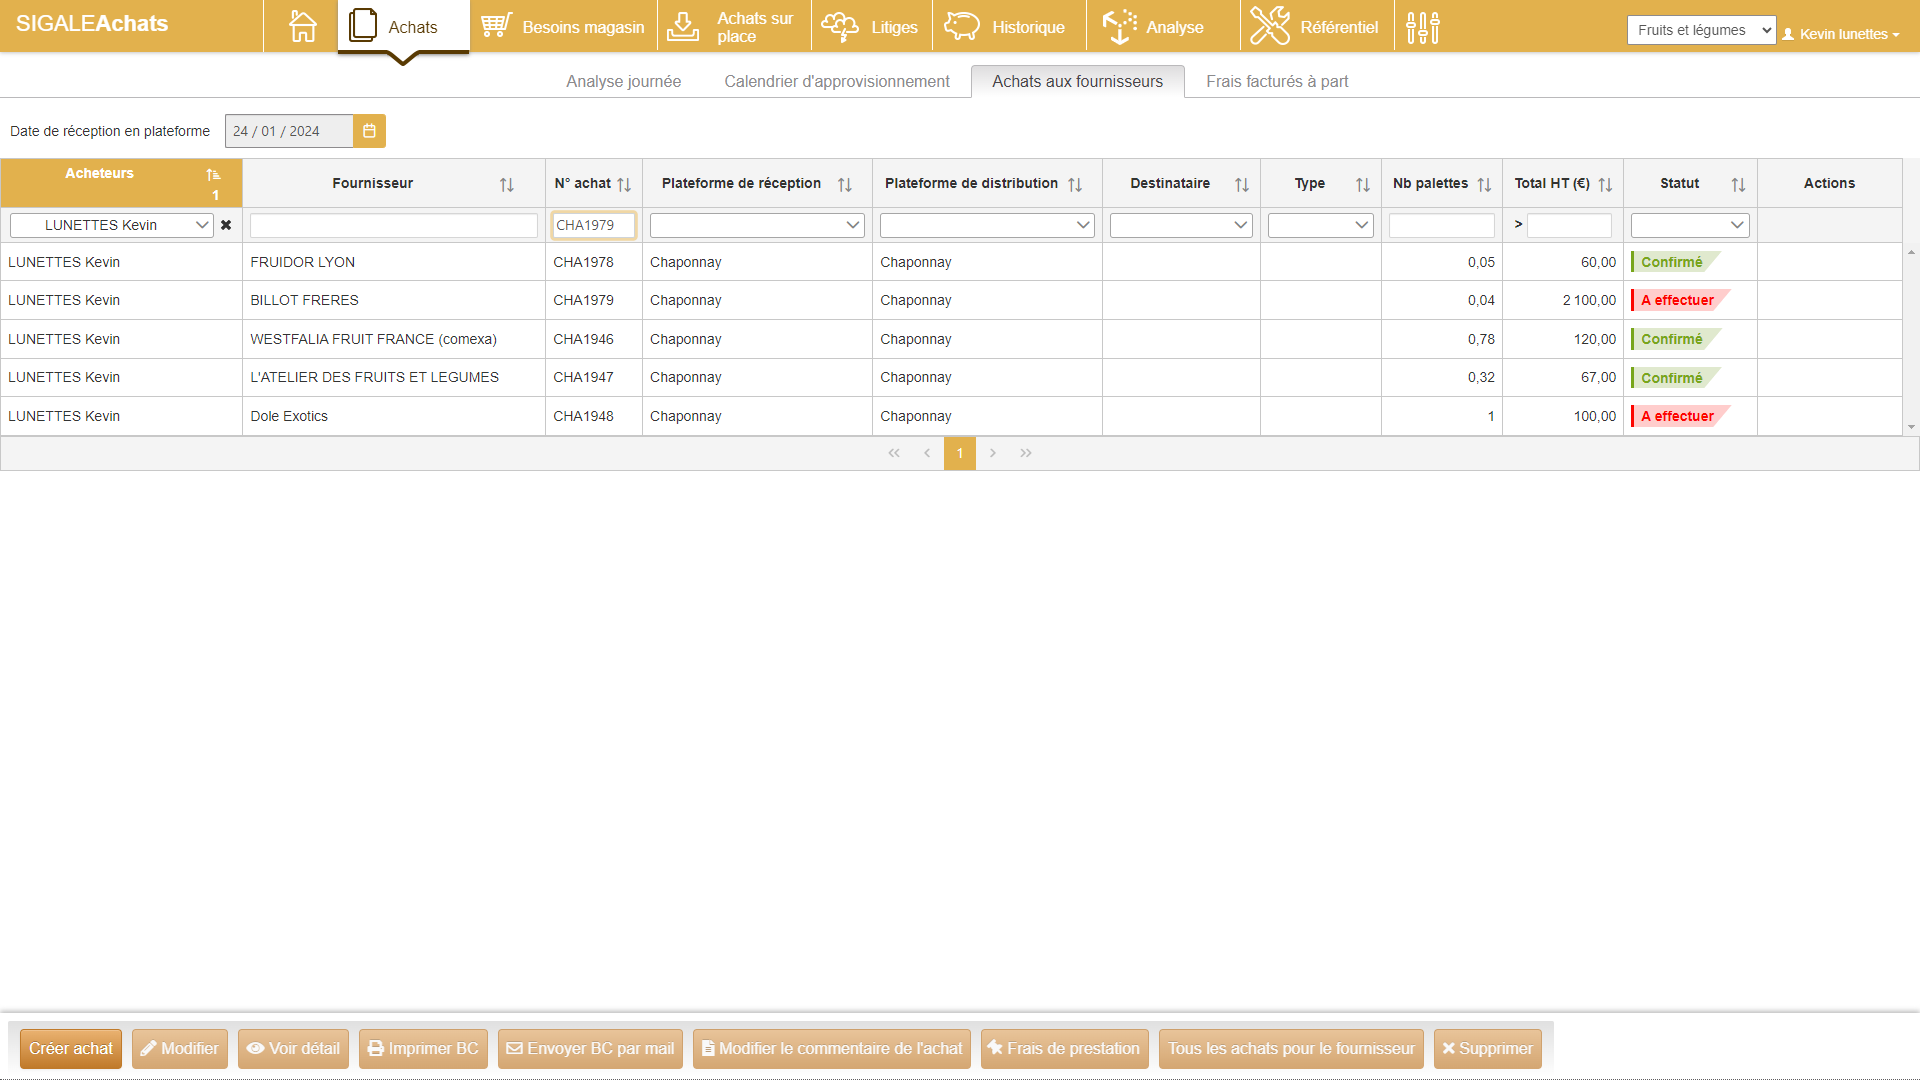 SIGALEAchats
Achats
Besoins magasin
Achats sur place
Litiges
Historique
Analyse
Référentiel
Fruits et légumes
Kevin lunettes
Analyse journée
Calendrier d'approvisionnement
Achats aux fournisseurs
Frais facturés à part
Date de réception en plateforme
24 / 01 / 2024
Acheteurs 1 Fournisseur N° achat Plateforme de réception Plateforme de distribution Destinataire Type Nb palettes Total HT (€) Statut Actions
LUNETTES Kevin ✖ CHA1979 >
LUNETTES Kevin FRUIDOR LYON CHA1978 Chaponnay Chaponnay 0,05 60,00 Confirmé
LUNETTES Kevin BILLOT FRERES CHA1979 Chaponnay Chaponnay 0,04 2 100,00 A effectuer
LUNETTES Kevin WESTFALIA FRUIT FRANCE (comexa) CHA1946 Chaponnay Chaponnay 0,78 120,00 Confirmé
LUNETTES Kevin L'ATELIER DES FRUITS ET LEGUMES CHA1947 Chaponnay Chaponnay 0,32 67,00 Confirmé
LUNETTES Kevin Dole Exotics CHA1948 Chaponnay Chaponnay 1 100,00 A effectuer
« ‹ 1 › »
Créer achat
Modifier
Voir détail
Imprimer BC
Envoyer BC par mail
Modifier le commentaire de l'achat
Frais de prestation
Tous les achats pour le fournisseur
Supprimer